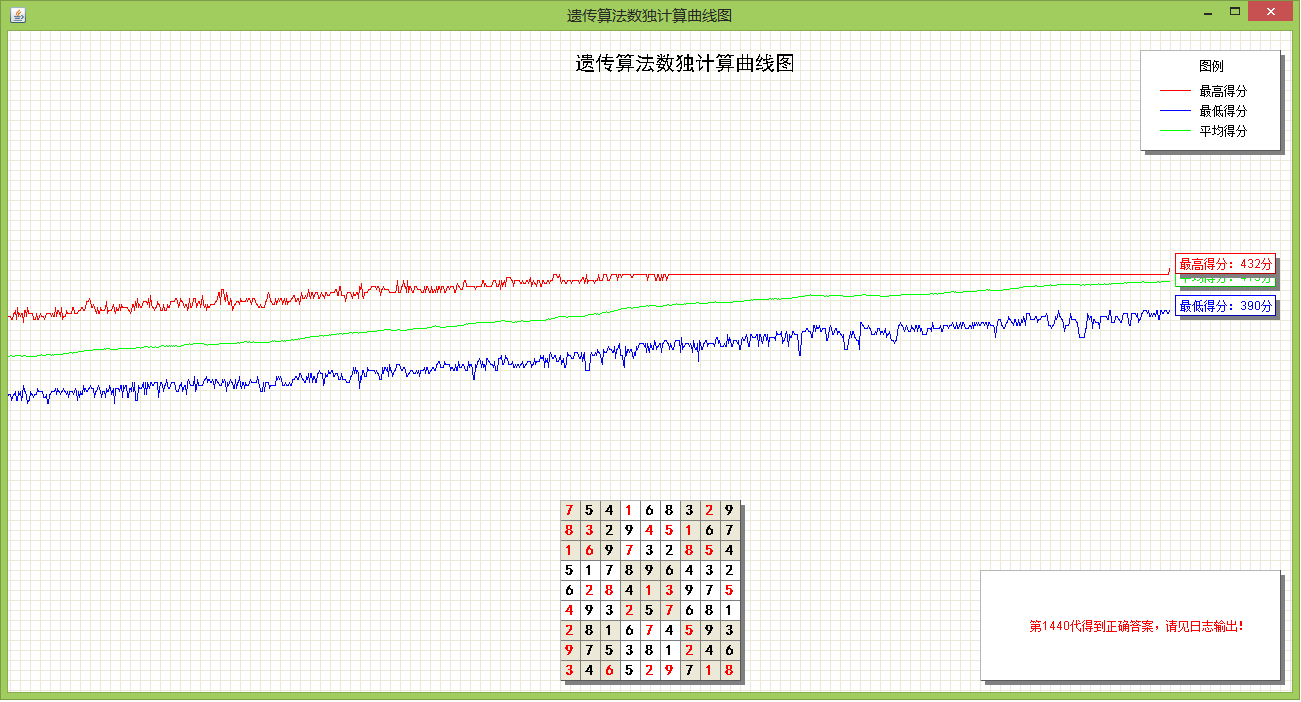 遗传算法数独计算曲线图
遗传算法数独计算曲线图
图例
最高得分
最低得分
平均得分
最高得分: 432分
最低得分: 390分
7 5 4 1 6 8 3 2 9
8 3 2 9 4 5 1 6 7
1 6 9 7 3 2 8 5 4
5 1 7 8 9 6 4 3 2
6 2 8 4 1 3 9 7 5
4 9 3 2 5 7 6 8 1
2 8 1 6 7 4 5 9 3
9 7 5 3 8 1 2 4 6
3 4 6 5 2 9 7 1 8
第1440代得到正确答案，请见日志输出！